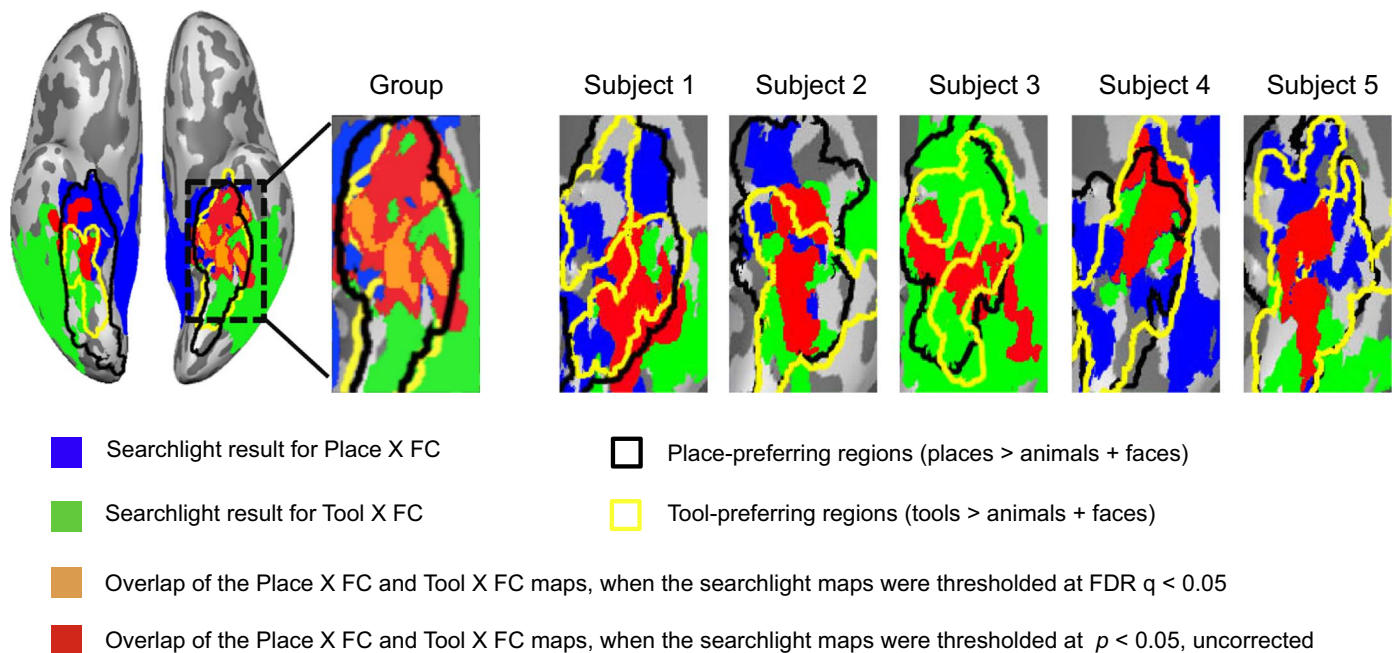 Group
Subject 1
Subject 2
Subject 3
Subject 4
Subject 5
Searchlight result for Place X FC
Place-preferring regions (places > animals + faces)
Searchlight result for Tool X FC
Tool-preferring regions (tools > animals + faces)
Overlap of the Place X FC and Tool X FC maps, when the searchlight maps were thresholded at FDR q < 0.05
Overlap of the Place X FC and Tool X FC maps, when the searchlight maps were thresholded at p < 0.05, uncorrected